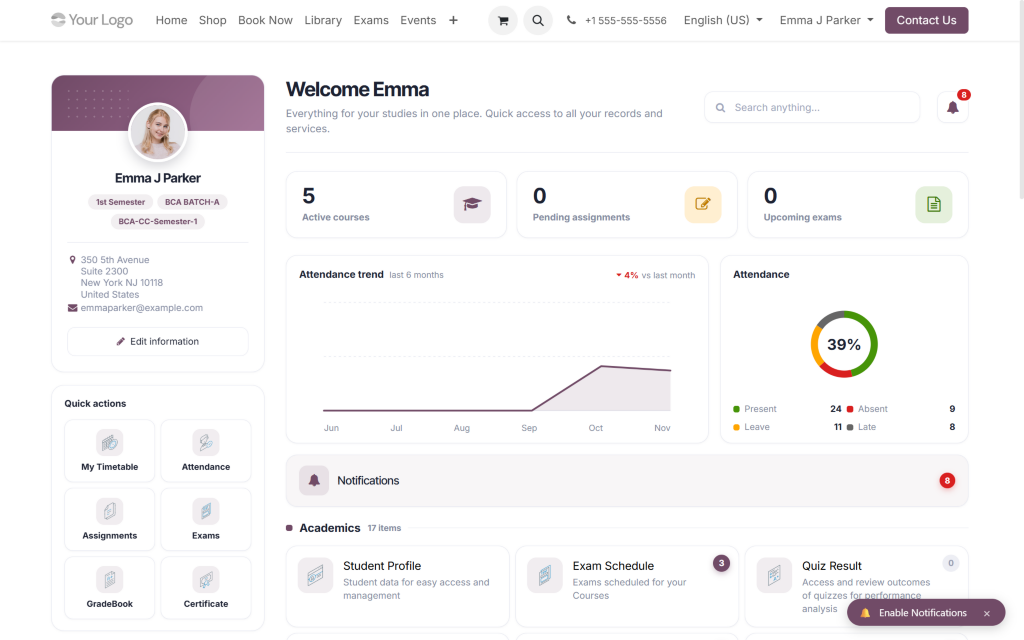 Your Logo
Home Shop Book Now Library Exams Events +
+1 555-555-5556
English (US)
Emma J Parker
Contact Us
Emma J Parker
1st Semester BCA BATCH-A
BCA-CC-Semester-1
350 5th Avenue
Suite 2300
New York NY 10118
United States
emmaparker@example.com
Edit information
Quick actions
My Timetable Attendance
Assignments Exams
GradeBook Certificate
Welcome Emma
Everything for your studies in one place. Quick access to all your records and
services.
Search anything...
8
5
Active courses
0
Pending assignments
0
Upcoming exams
Attendance trend last 6 months
4% vs last month
Jun Jul Aug Sep Oct Nov
Attendance
39%
Present 24 Absent 9
Leave 11 Late 8
Notifications
8
Academics 17 items
Student Profile
Student data for easy access and
management
Exam Schedule
3
Exams scheduled for your
Courses
Quiz Result
0
Access and review outcomes
of quizzes for performance
analysis
Enable Notifications ×